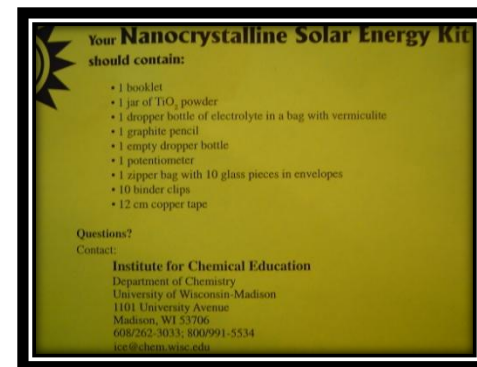 Your Nanocrystalline Solar Energy Kit
should contain:
• 1 booklet
• 1 jar of TiO₂ powder
• 1 dropper bottle of electrolyte in a bag with vermiculite
• 1 graphite pencil
• 1 empty dropper bottle
• 1 potentiometer
• 1 zipper bag with 10 glass pieces in envelopes
• 10 binder clips
• 12 cm copper tape
Questions?
Contact:
Institute for Chemical Education
Department of Chemistry
University of Wisconsin-Madison
1101 University Avenue
Madison, WI 53706
608/262-3033; 800/991-5534
ice@chem.wisc.edu